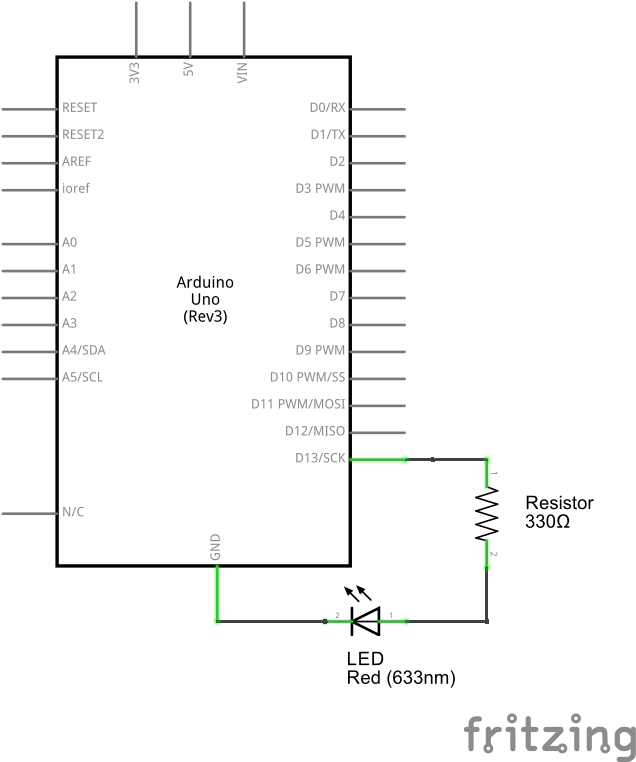 3V3
5V
VIN
RESET
RESET2
AREF
ioref
A0
A1
A2
A3
A4/SDA
A5/SCL
N/C
Arduino
Uno
(Rev3)
D0/RX
D1/TX
D2
D3 PWM
D4
D5 PWM
D6 PWM
D7
D8
D9 PWM
D10 PWM/SS
D11 PWM/MOSI
D12/MISO
D13/SCK
GND
1
Resistor
330Ω
2
2
1
LED
Red (633nm)
fritzing